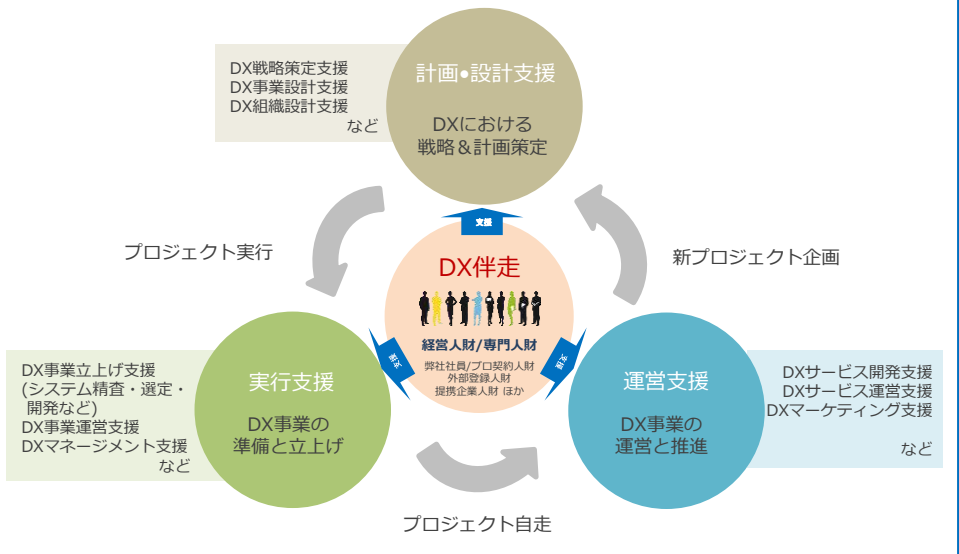 計画•設計支援
DXにおける
戦略＆計画策定
DX戦略策定支援
DX事業設計支援
DX組織設計支援
など
プロジェクト実行
新プロジェクト企画
支援
DX伴走
経営人財/専門人財
弊社社員/プロ契約人財
外部登録人財
提携企業人財 ほか
支援
支援
実行支援
DX事業の
準備と立上げ
DX事業立上げ支援
(システム精査・選定・
開発など)
DX事業運営支援
DXマネージメント支援
など
運営支援
DX事業の
運営と推進
DXサービス開発支援
DXサービス運営支援
DXマーケティング支援
など
プロジェクト自走